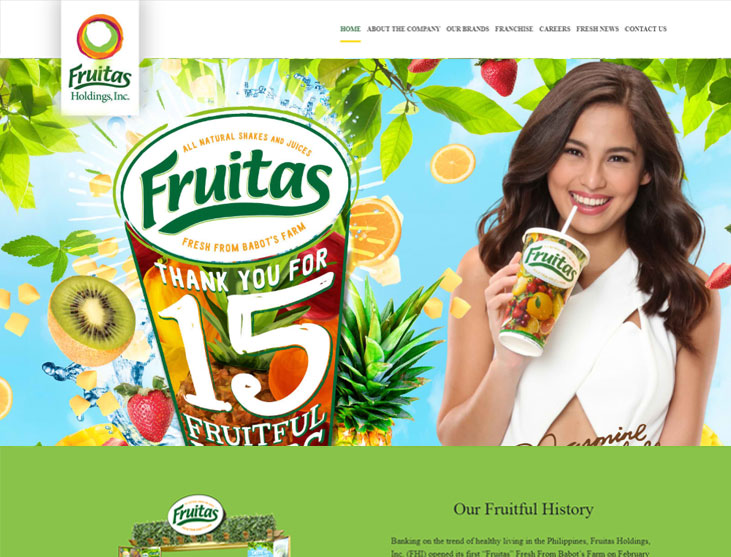 Fruitas
Holdings, Inc.
HOME ABOUT THE COMPANY OUR BRANDS FRANCHISE CAREERS FRESH NEWS CONTACT US
ALL NATURAL SHAKES AND JUICES
Fruitas
FRESH FROM BABOT'S FARM
THANK YOU FOR
15
FRUITFUL
Fruitas
Jasmine
Fruitas
Our Fruitful History
Banking on the trend of healthy living in the Philippines, Fruitas Holdings,
Inc. (FHI) opened its first “Fruitas” Fresh From Babot’s Farm on February